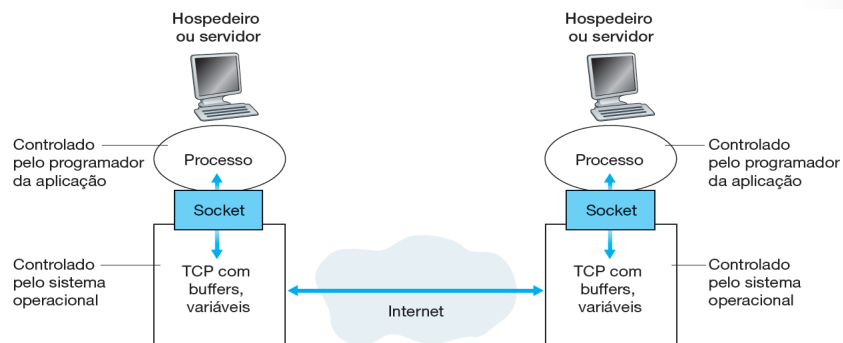 Hospedeiro
ou servidor
Controlado
pelo programador
da aplicação
Processo
Socket
Controlado
pelo sistema
operacional
TCP com
buffers,
variáveis
Internet
Hospedeiro
ou servidor
Processo
Controlado
pelo programador
da aplicação
Socket
TCP com
buffers,
variáveis
Controlado
pelo sistema
operacional